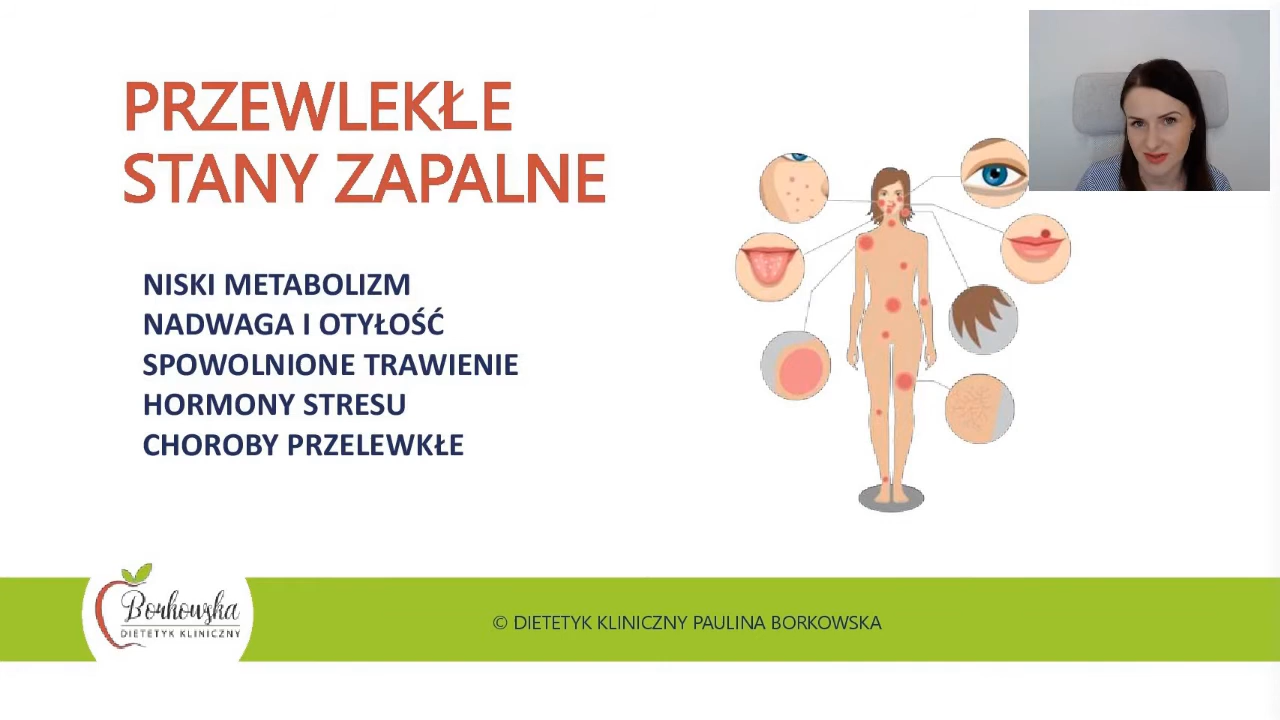 PRZEWLEKŁE
STANY ZAPALNE
NISKI METABOLIZM
NADWAGA I OTYŁOŚĆ
SPOWOLNIONE TRAWIENIE
HORMONY STRESU
CHOROBY PRZELEWKŁE
Borkowska
DIETETYK KLINICZNY
© DIETETYK KLINICZNY PAULINA BORKOWSKA